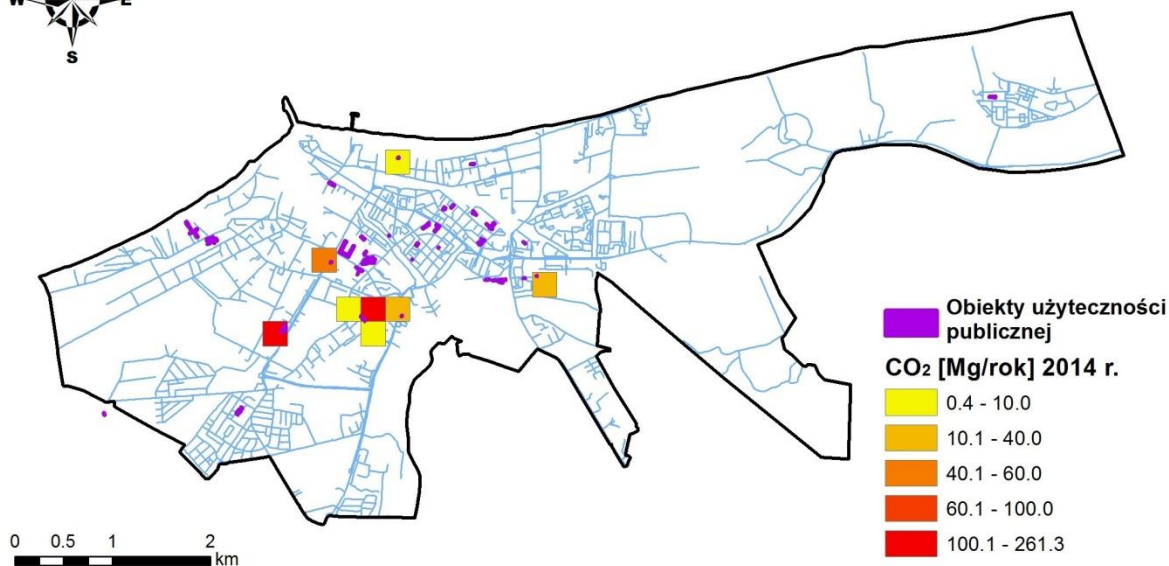 W E
S
Obiekty użyteczności
publicznej
CO₂ [Mg/rok] 2014 r.
0.4 - 10.0
10.1 - 40.0
40.1 - 60.0
60.1 - 100.0
100.1 - 261.3
0 0.5 1 2
km